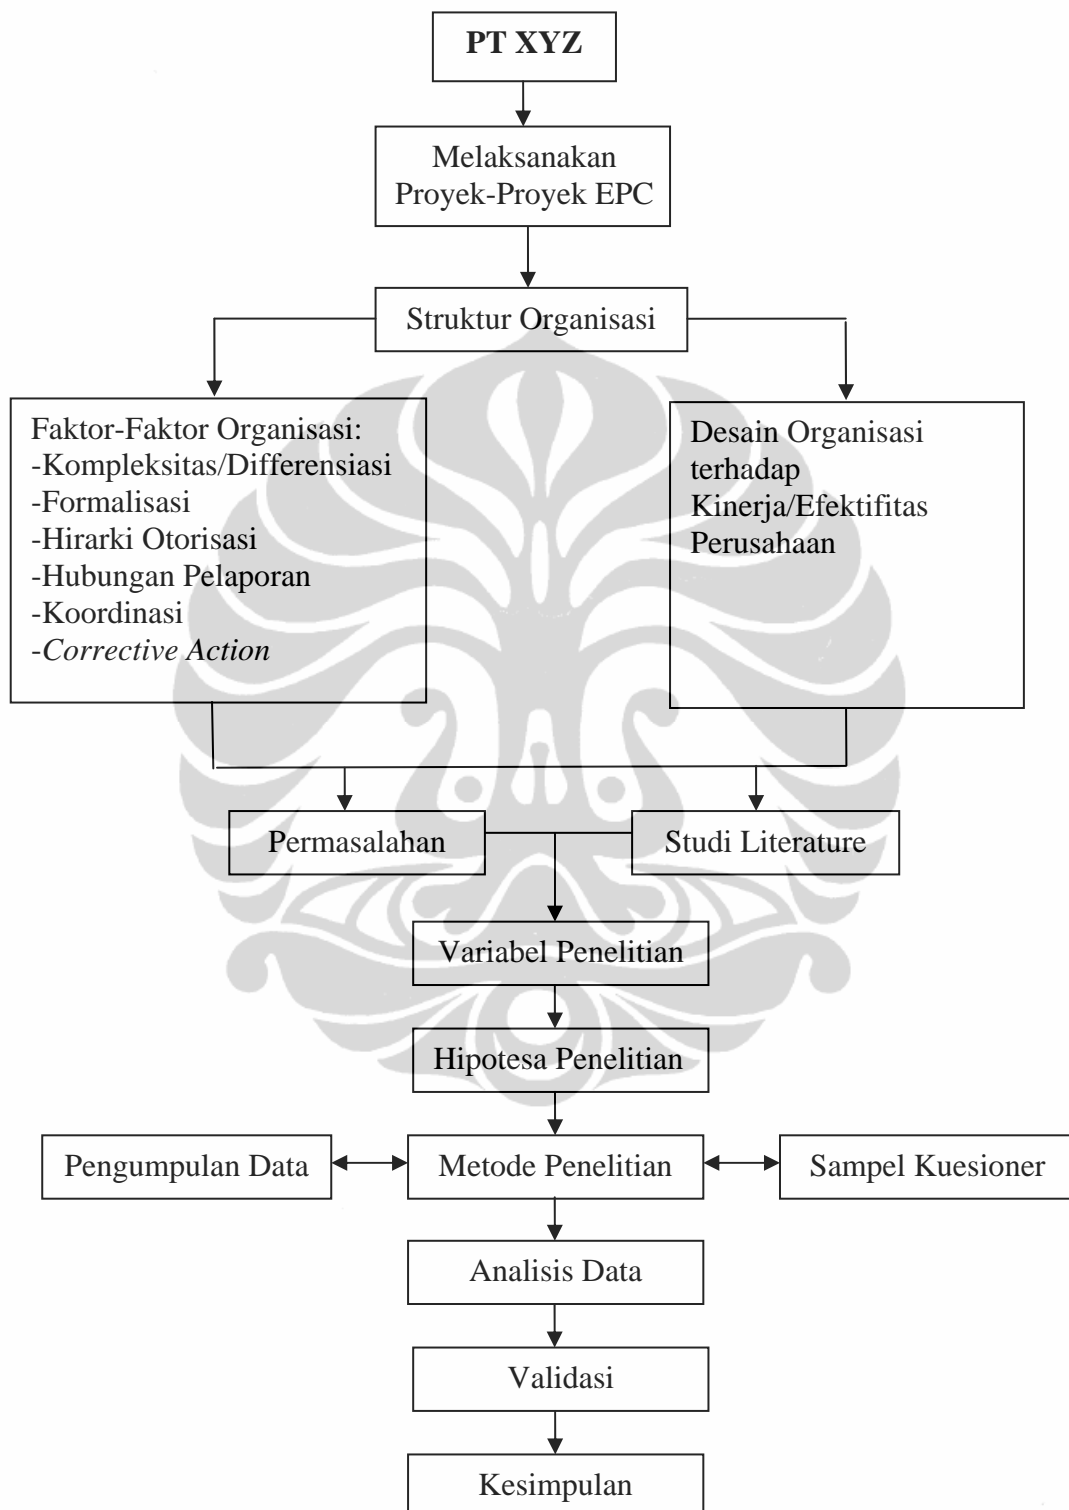 PT XYZ
Melaksanakan
Proyek-Proyek EPC
Struktur Organisasi
Faktor-Faktor Organisasi:
-Kompleksitas/Differensiasi
-Formalisasi
-Hirarki Otorisasi
-Hubungan Pelaporan
-Koordinasi
-Corrective Action
Desain Organisasi
terhadap
Kinerja/Efektifitas
Perusahaan
Permasalahan
Studi Literature
Variabel Penelitian
Hipotesa Penelitian
Pengumpulan Data
Metode Penelitian
Sampel Kuesioner
Analisis Data
Validasi
Kesimpulan